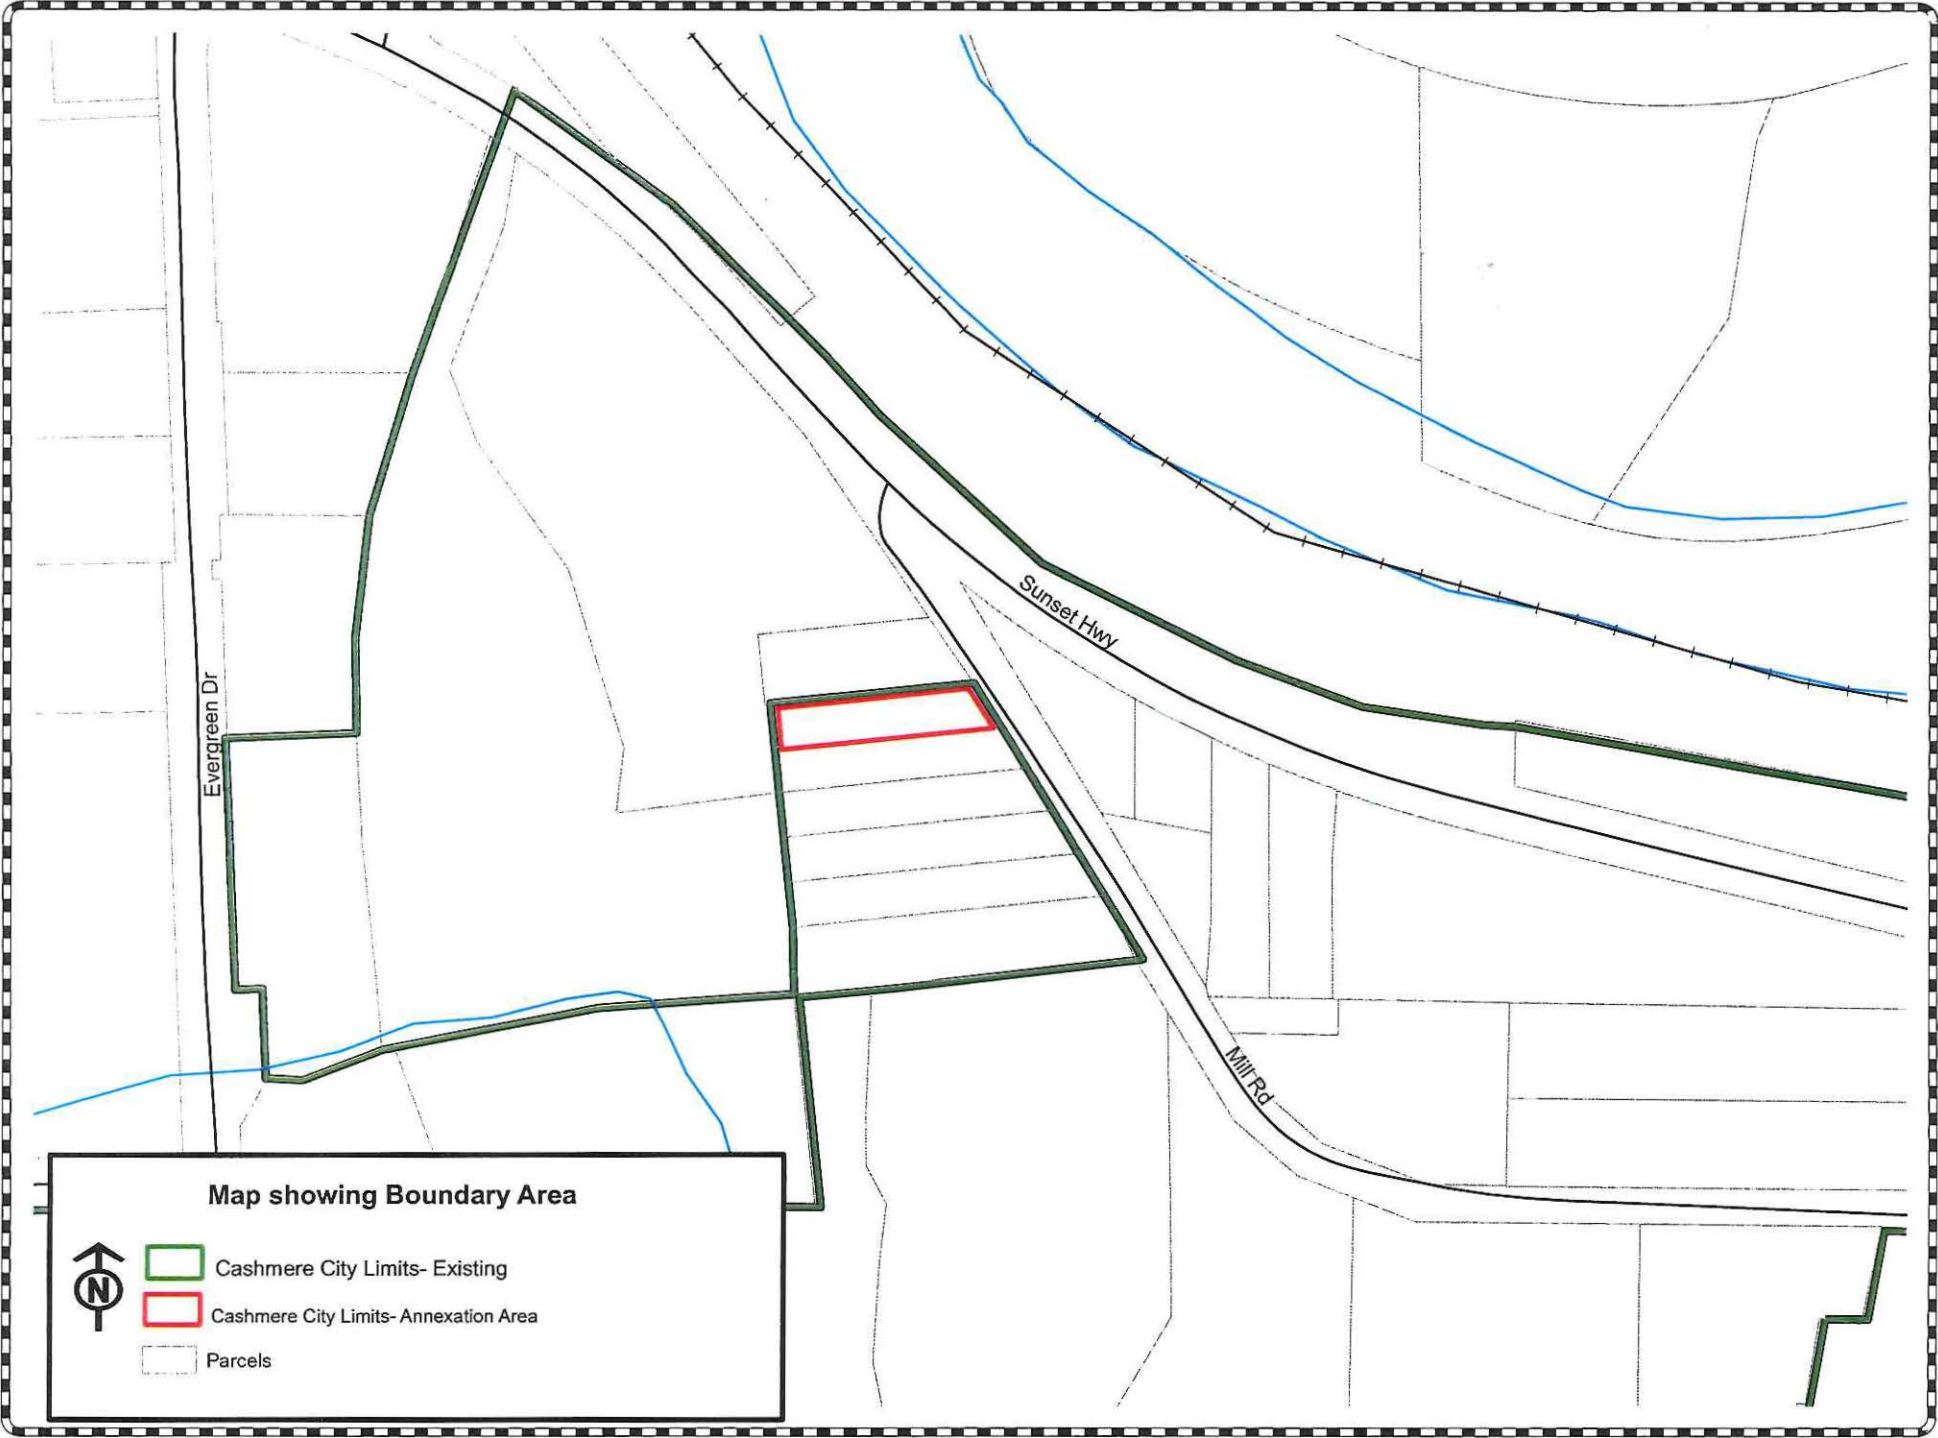 Sunset Hwy
Evergreen Dr
Mill Rd
Map showing Boundary Area
N
Cashmere City Limits- Existing
Cashmere City Limits- Annexation Area
Parcels